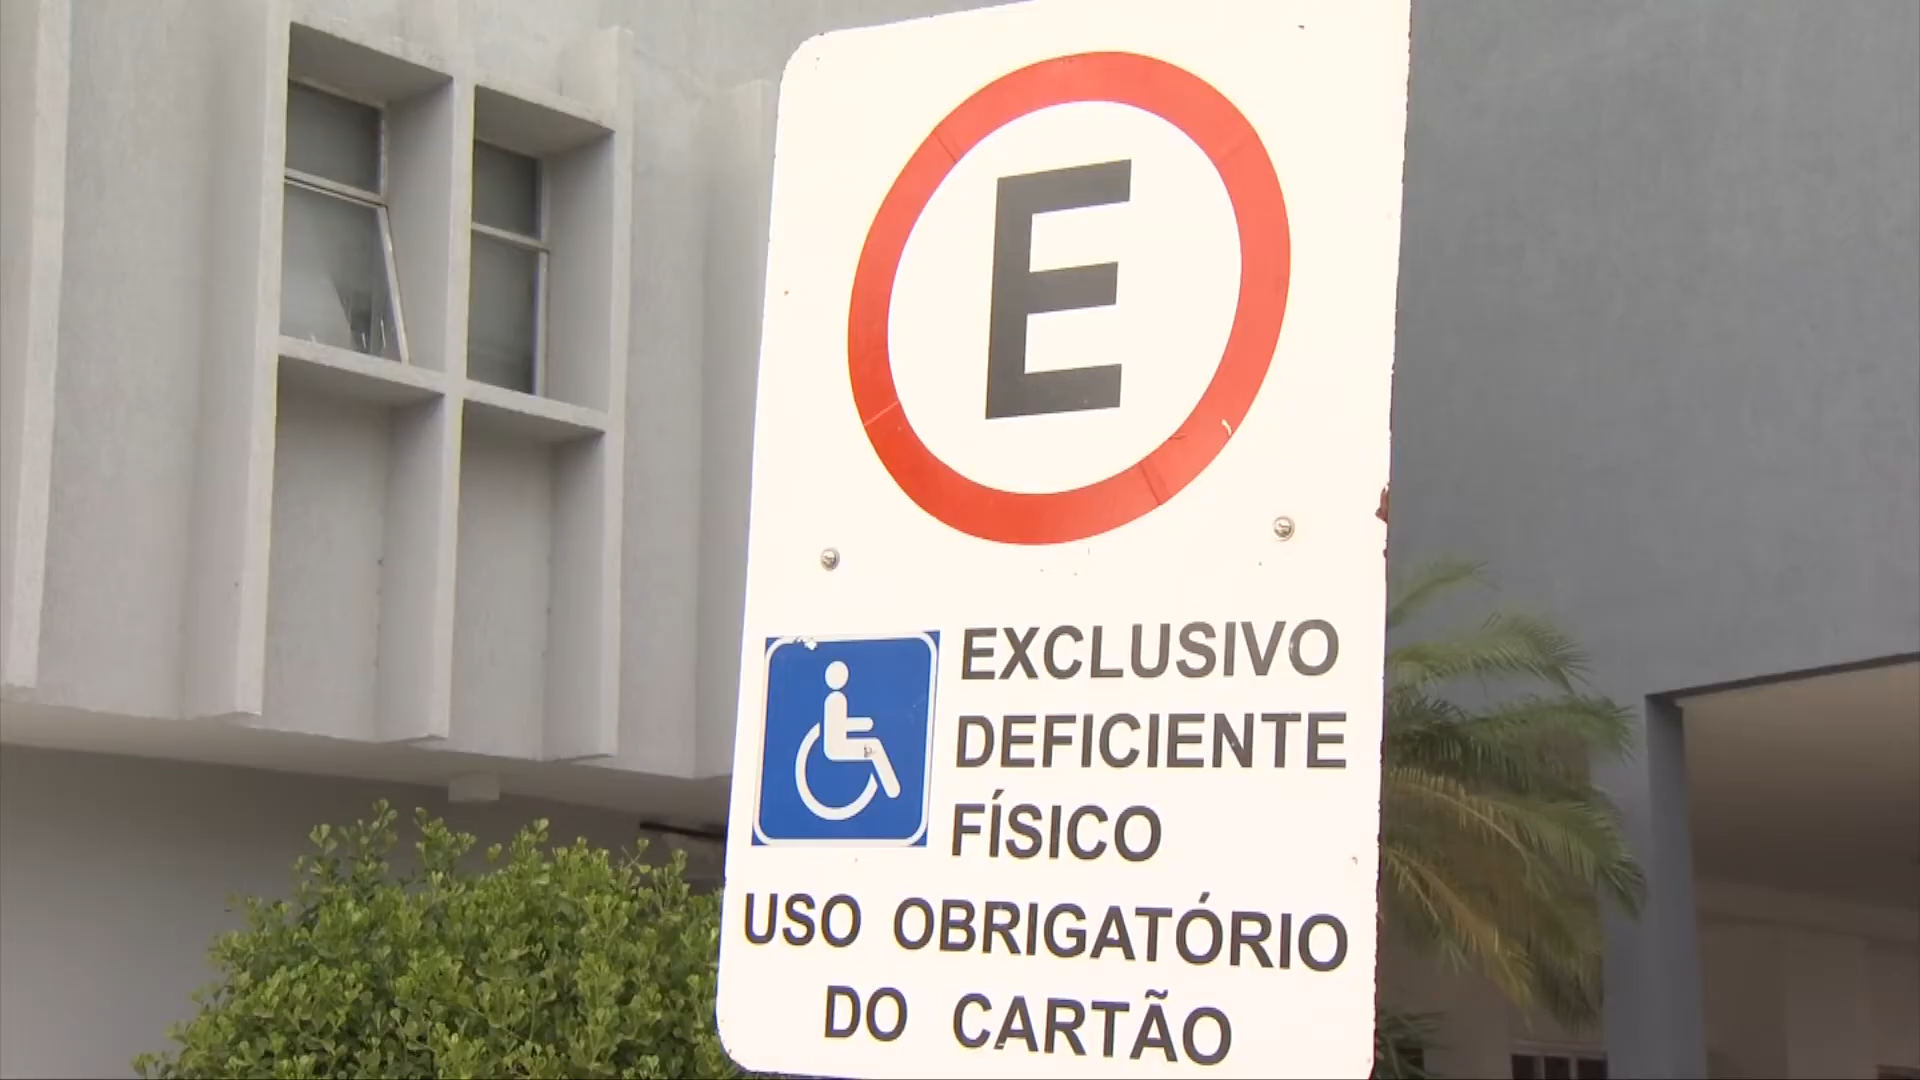 E
EXCLUSIVO
DEFICIENTE
FÍSICO
USO OBRIGATÓRIO
DO CARTÃO